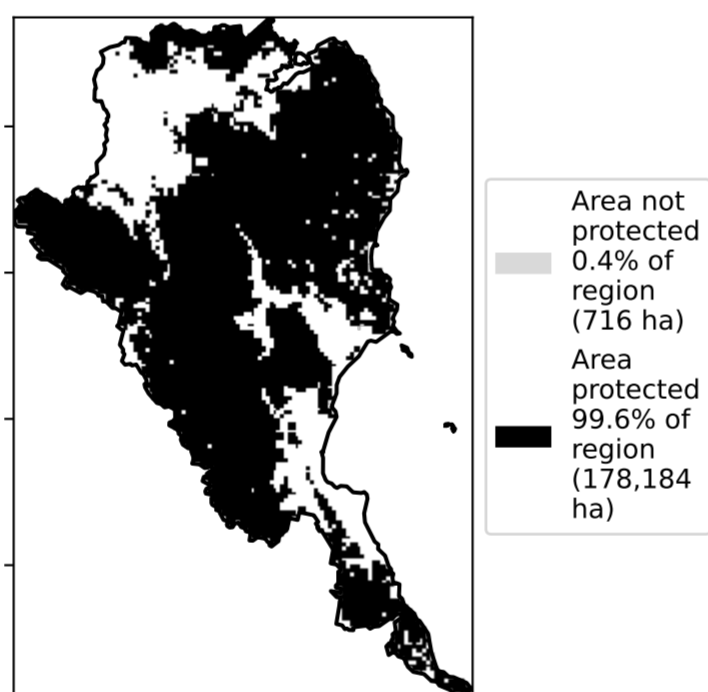 Area not
protected
0.4% of
region
(716 ha)
Area
protected
99.6% of
region
(178,184
ha)